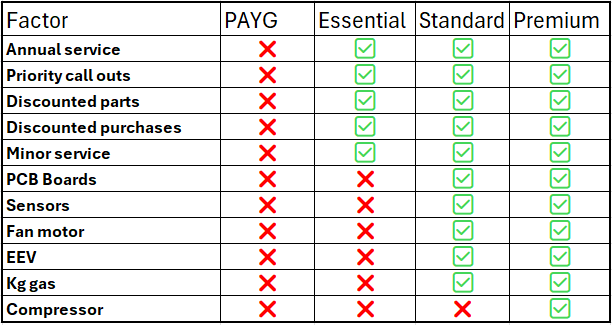 Factor PAYG Essential Standard Premium
Annual service
Priority call outs
Discounted parts
Discounted purchases
Minor service
PCB Boards
Sensors
Fan motor
EEV
Kg gas
Compressor